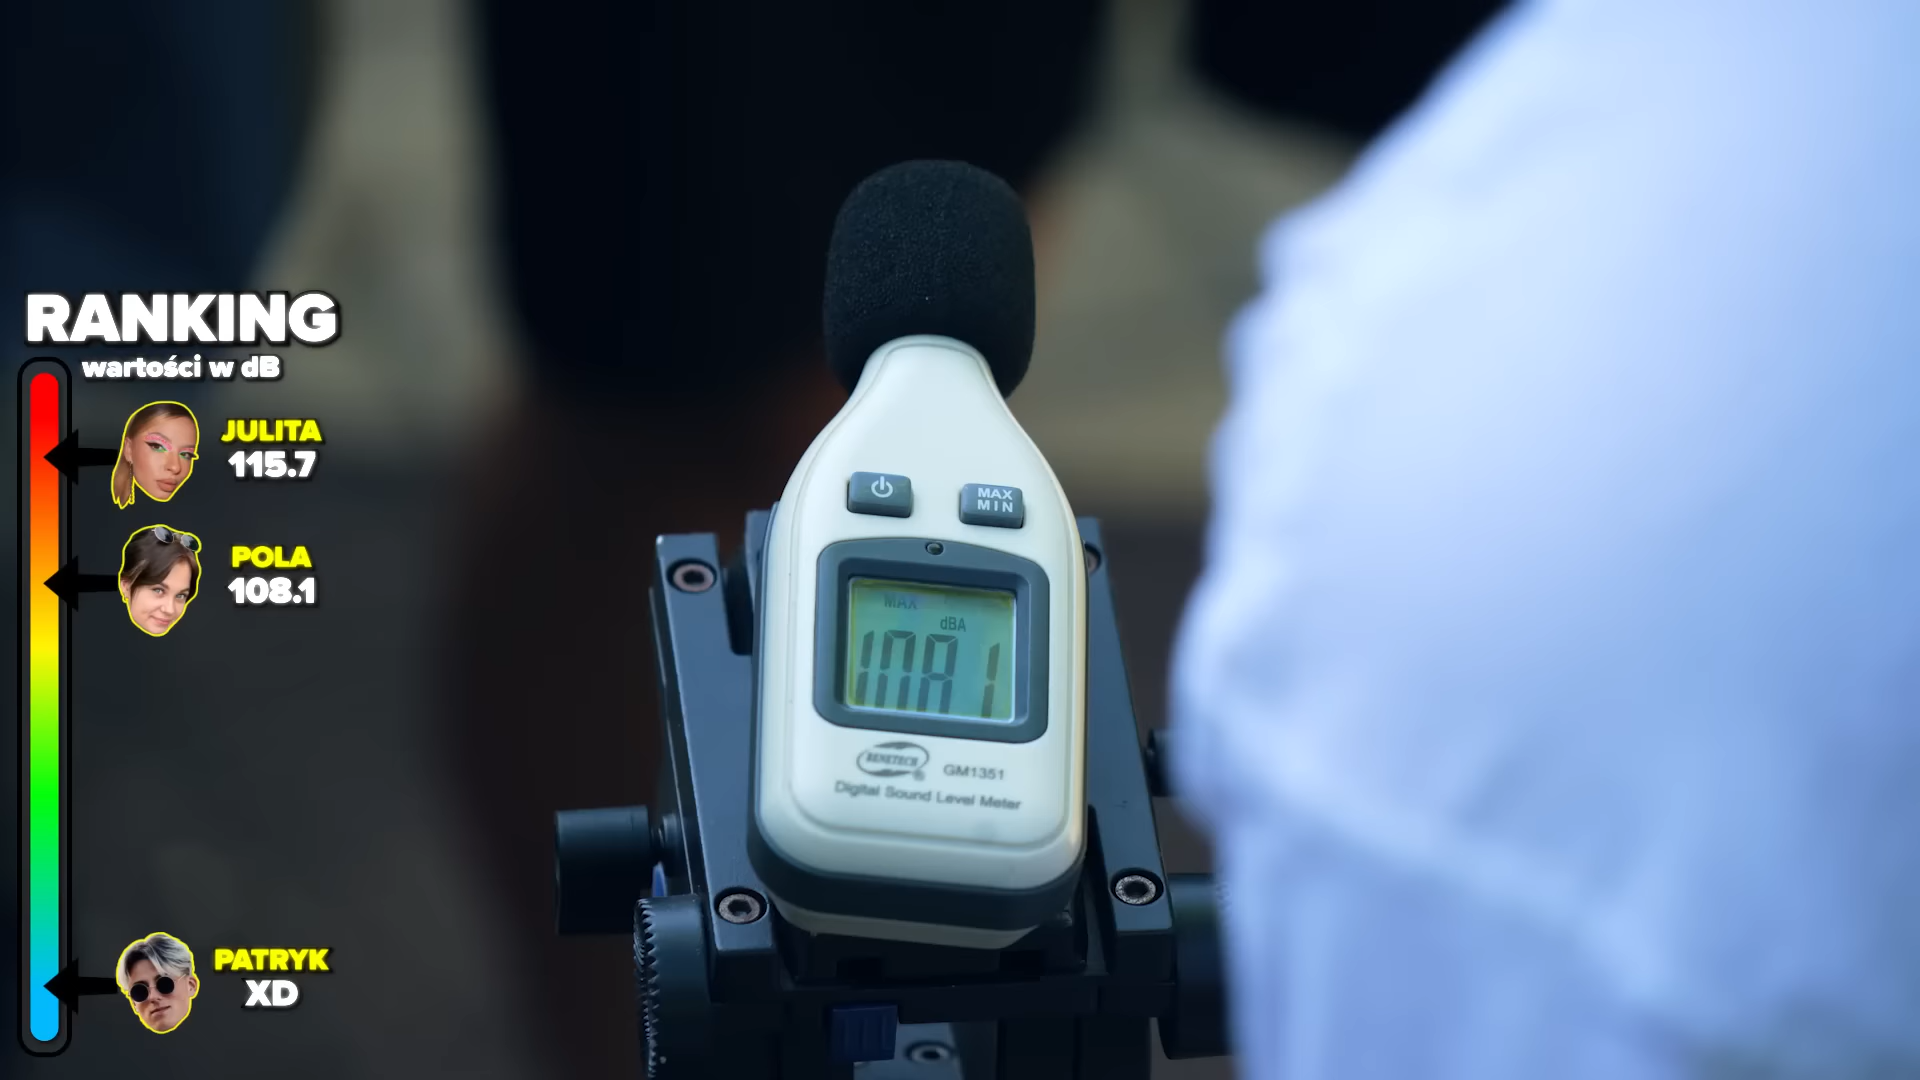 RANKING
wartości w dB
JULITA
115.7
POLA
108.1
PATRYK
XD
MAX
MIN
MAX
dBA
108.1
BENETECH
®
GM1351
Digital Sound Level Meter